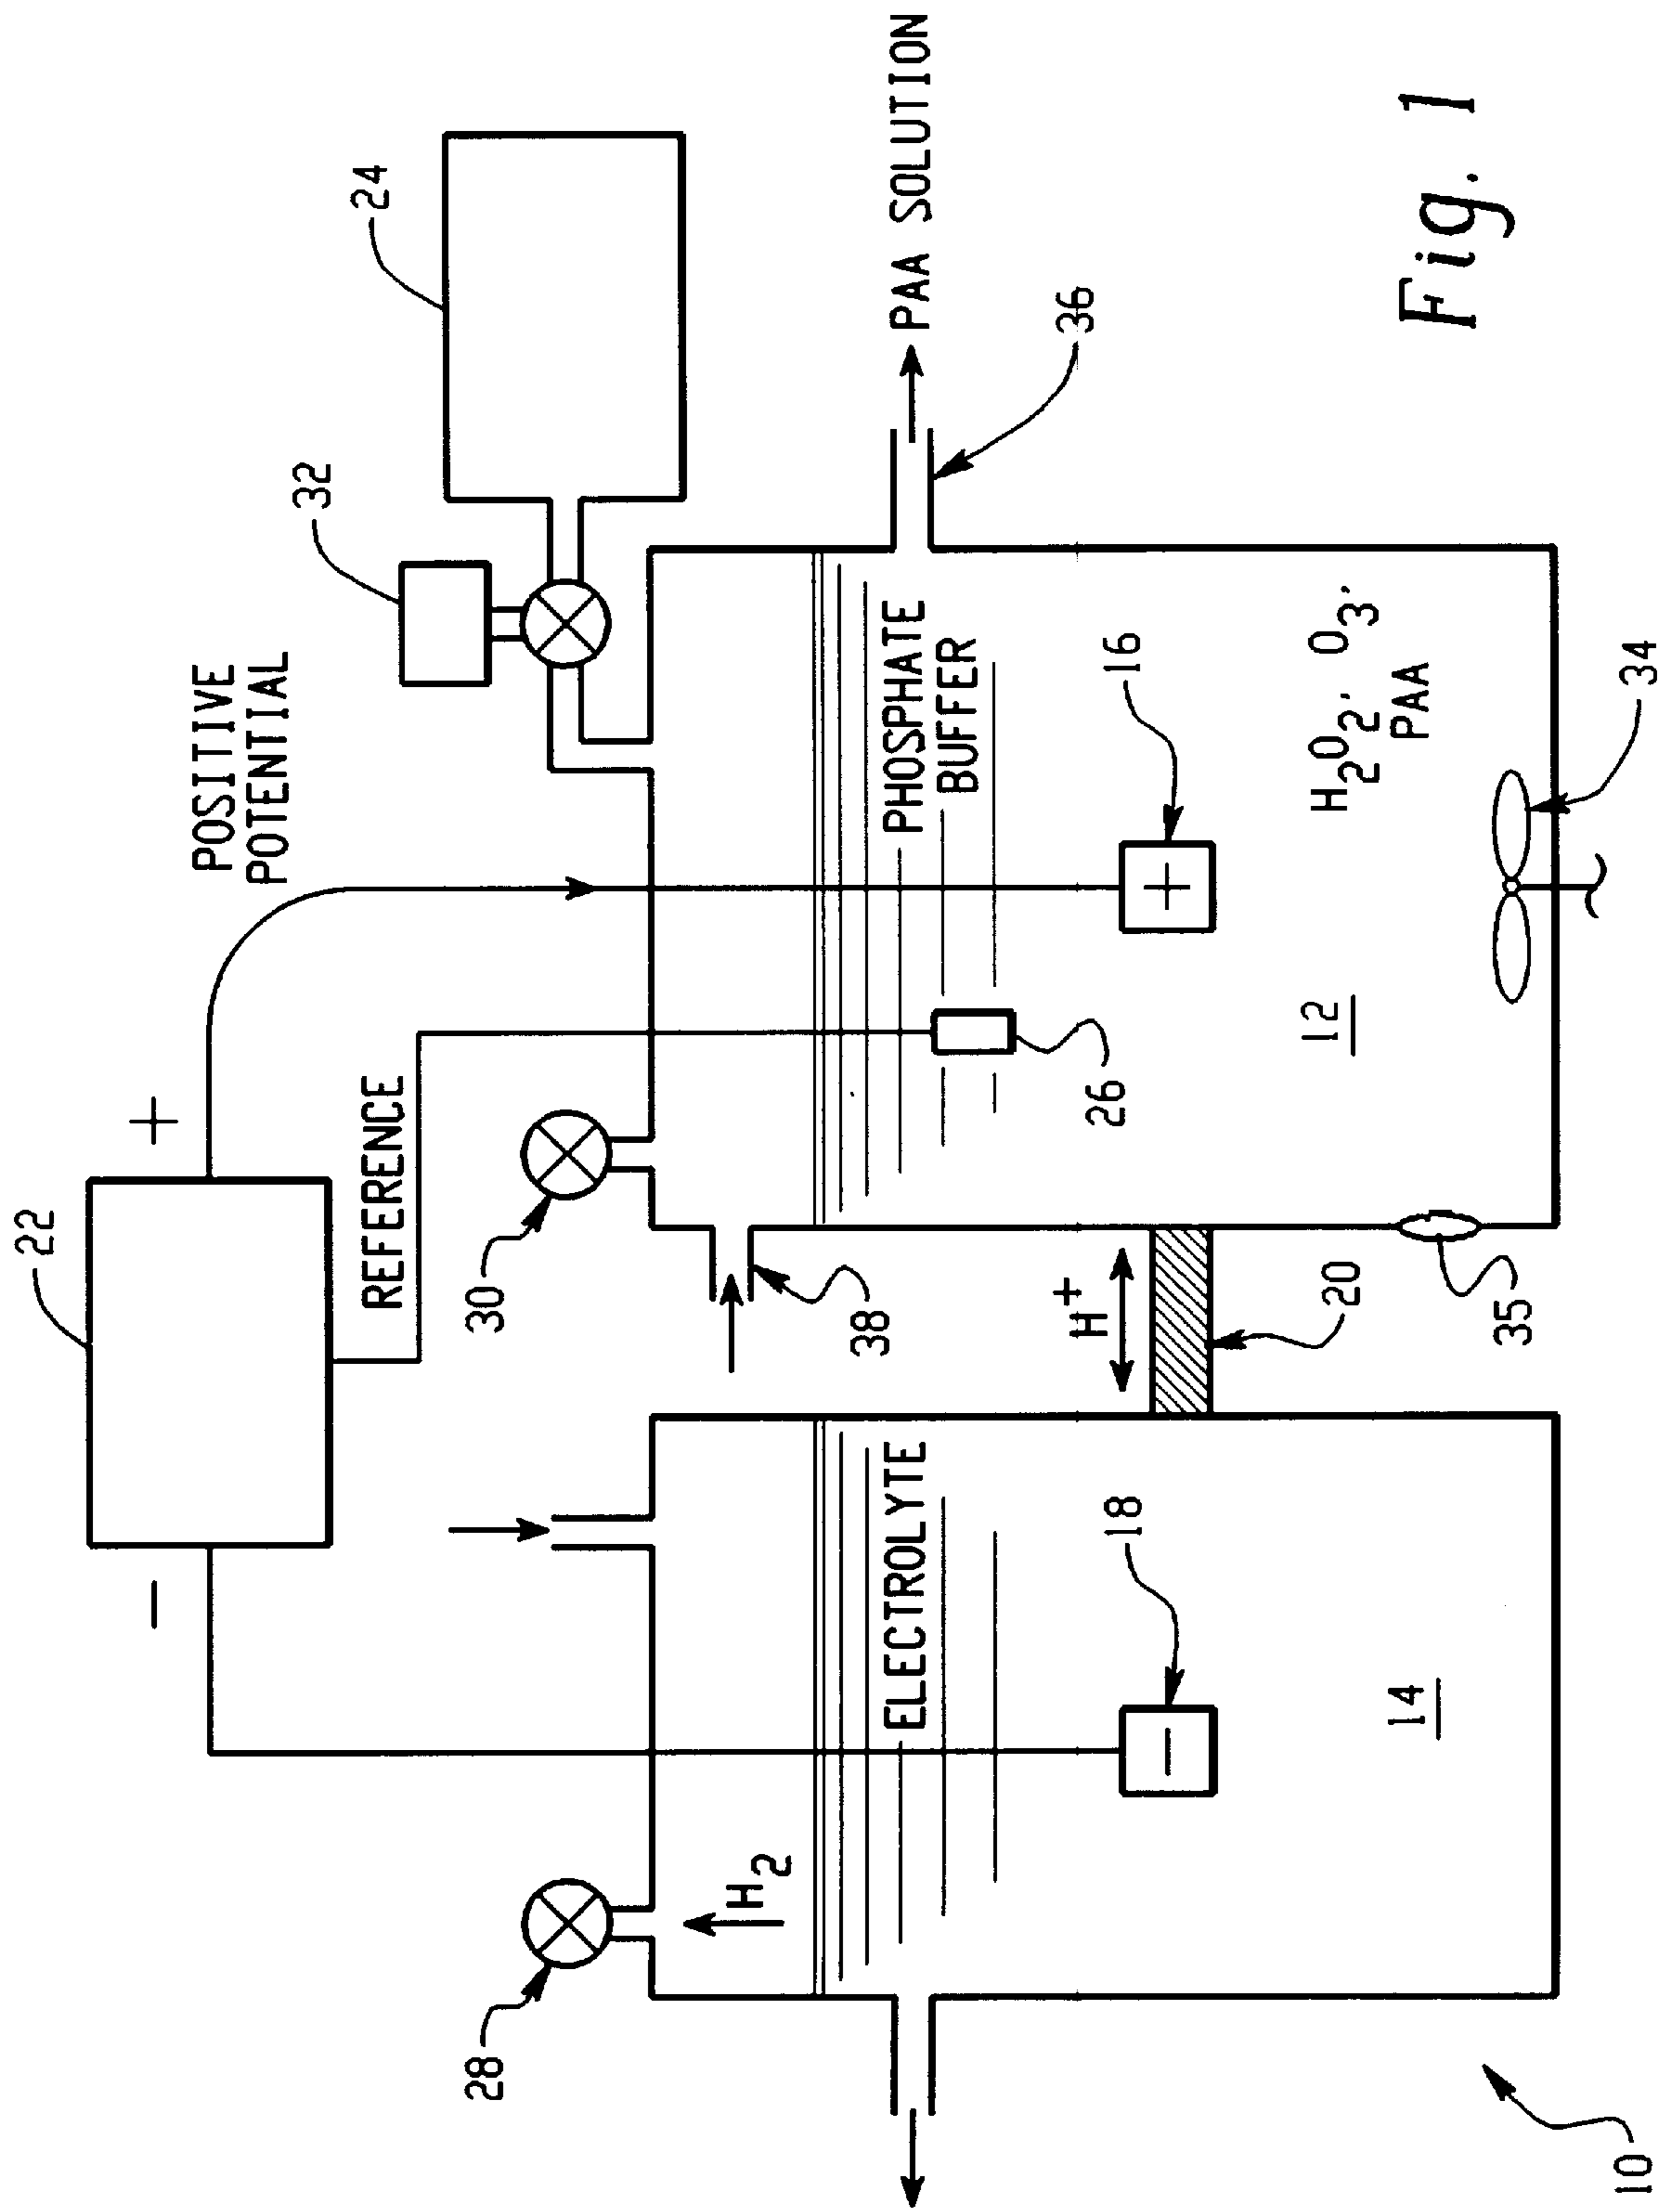 22
+
−
POSITIVE
POTENTIAL
REFERENCE
32
24
28
30
H₂
38
ELECTROLYTE
PHOSPHATE
BUFFER
PAA SOLUTION
36
H⁺
18
26
16
+
−
20
14
12
H₂O₂, O₃,
PAA
35
34
10
Fig. 1